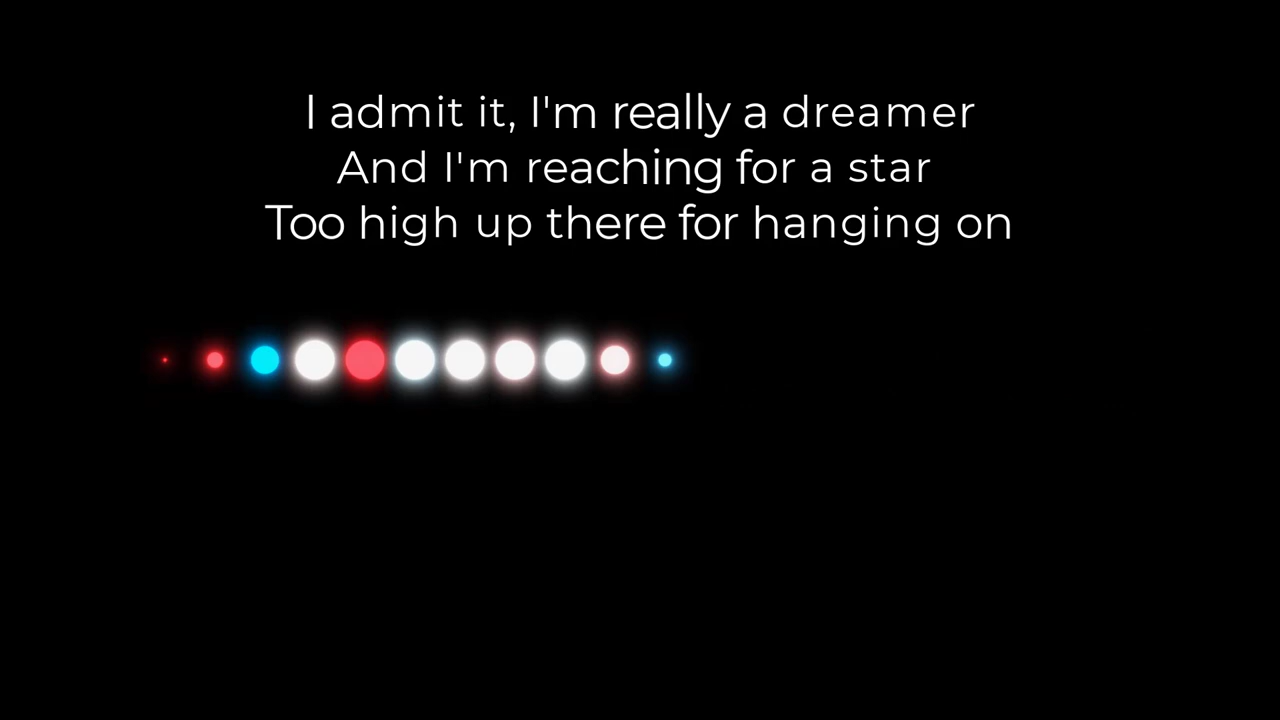 I admit it, I'm really a dreamer
And I'm reaching for a star
Too high up there for hanging on